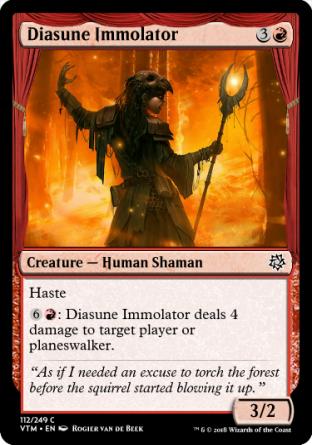 Diasune Immolator 3
Creature — Human Shaman
Haste
6 : Diasune Immolator deals 4
damage to target player or
planeswalker.
"As if I needed an excuse to torch the forest
before the squirrel started blowing it up."
3/2
112/249 C
VTM • EN Rogier van de Beek
™ & © 2018 Wizards of the Coast